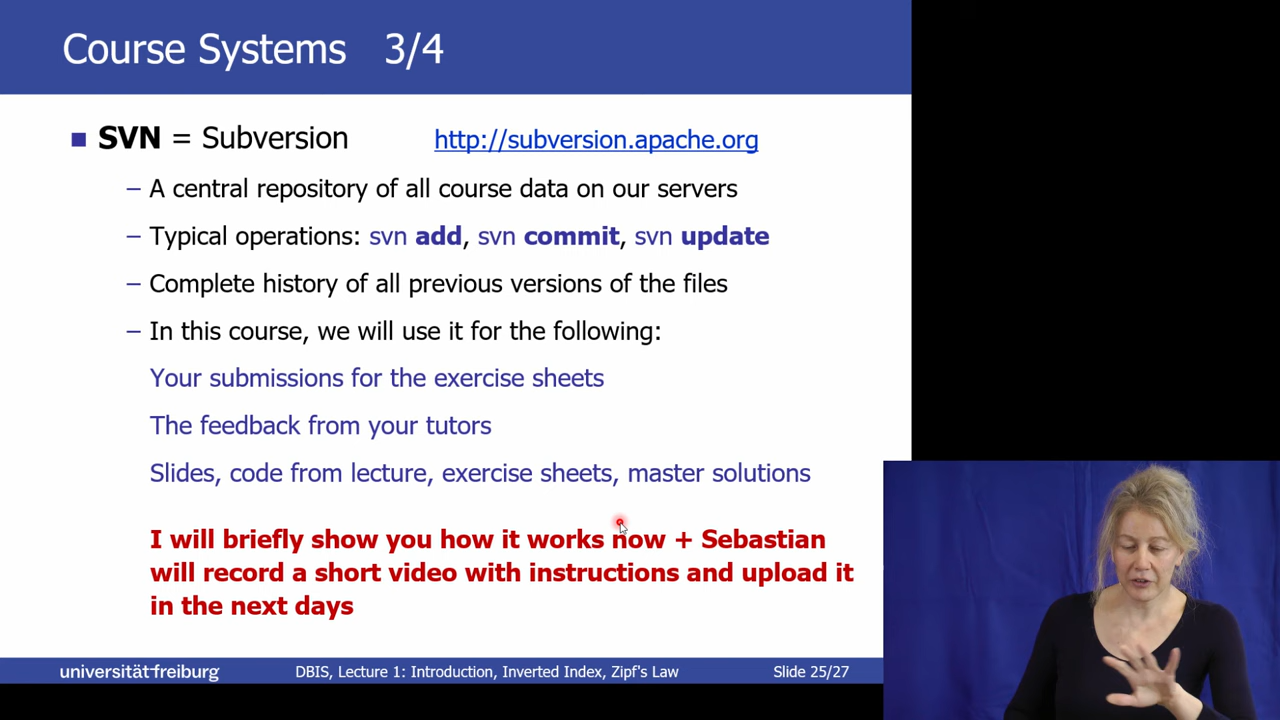 Course Systems 3/4
SVN = Subversion http://subversion.apache.org
– A central repository of all course data on our servers
– Typical operations: svn add, svn commit, svn update
– Complete history of all previous versions of the files
– In this course, we will use it for the following:
Your submissions for the exercise sheets
The feedback from your tutors
Slides, code from lecture, exercise sheets, master solutions
I will briefly show you how it works now + Sebastian
will record a short video with instructions and upload it
in the next days
universität freiburg DBIS, Lecture 1: Introduction, Inverted Index, Zipf's Law Slide 25/27